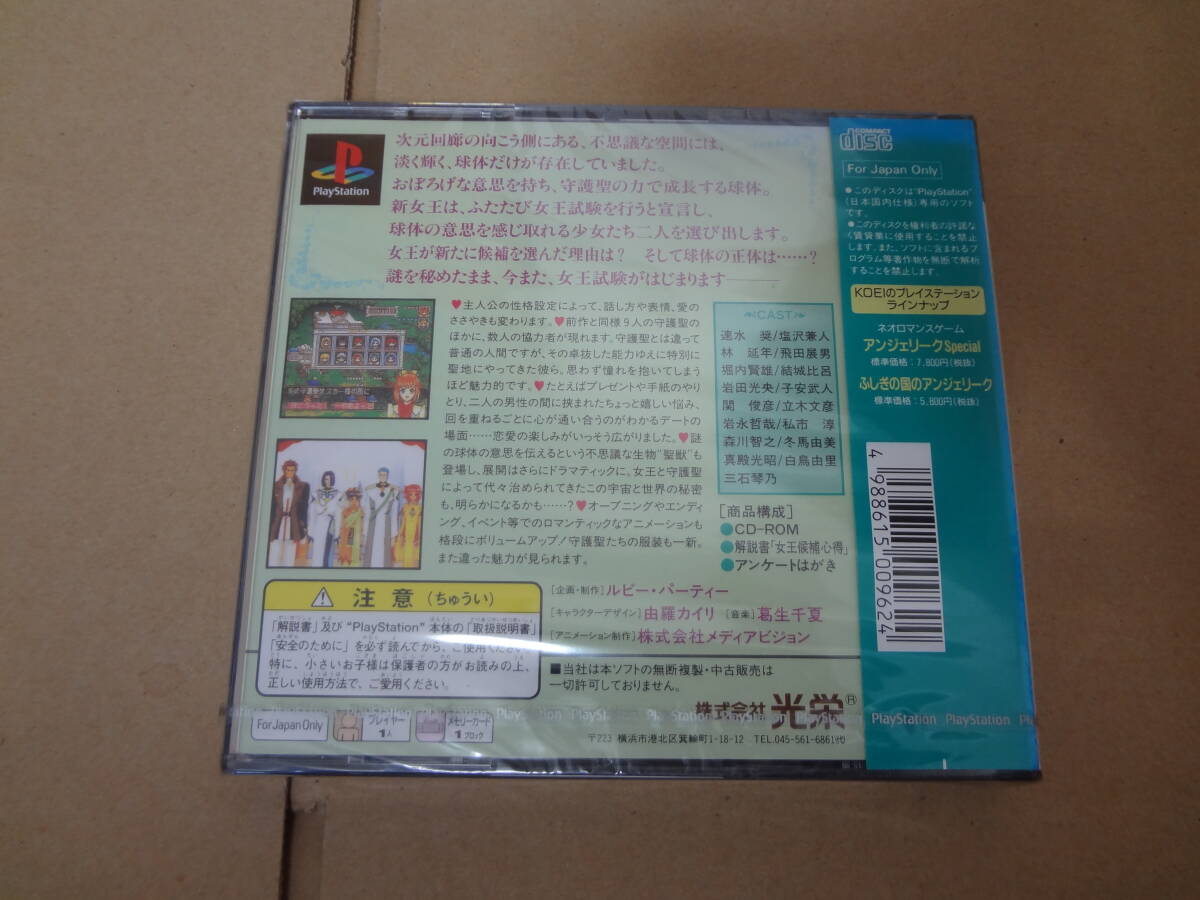 PlayStation
次元回廊の向こう側にある、不思議な空間には、
淡く輝く、球体だけが存在していました。
おぼろげな意思を持ち、守護聖の力で成長する球体。
新女王は、ふたたび女王試験を行うと宣言し、
球体の意思を感じ取れる少女たち二人を選び出します。
女王が新たに候補を選んだ理由は? そして球体の正体は……?
謎を秘めたまま、今また、女王試験がはじまります――
♥主人公の性格設定によって、話し方や表情、愛の
ささやきも変わります。♥前作と同様9人の守護聖の
ほかに、数人の協力者が現れます。守護聖とは違って
普通の人間ですが、その卓抜した能力ゆえに特別に
聖地にやってきた彼ら。思わず憧れを抱いてしまう
ほど魅力的です。♥たとえばプレゼントや手紙のやり
とり、二人の男性の間に挟まれたちょっと嬉しい悩み、
回を重ねるごとに心が通い合うのがわかるデートの
場面……恋愛の楽しみがいっそう広がりました。♥謎
の球体の意思を伝えるという不思議な生物"聖獣"も
登場し、展開はさらにドラマティックに。女王と守護聖
によって代々治められてきたこの宇宙と世界の秘密
も、明らかになるかも……?♥オープニングやエンディ
ング、イベント等でのロマンティックなアニメーションも
格段にボリュームアップ!守護聖たちの服装も一新。
また違った魅力が見られます。
CAST
速水 奨/塩沢兼人
林 延年/飛田展男
堀内賢雄/結城比呂
岩田光央/子安武人
関 俊彦/立木文彦
岩永哲哉/私市 淳
森川智之/冬馬由美
真殿光昭/白鳥由里
三石琴乃
[商品構成]
●CD-ROM
●解説書「女王候補心得」
●アンケートはがき
[企画・制作]ルビー・パーティー
[キャラクターデザイン]由羅カイリ [音楽]葛生千夏
[アニメーション制作]株式会社メディアビジョン
注意(ちゅうい)
「解説書」及び"PlayStation"本体の「取扱説明書」
「安全のために」を必ず読んでから、ご使用ください。
特に、小さいお子様は保護者の方がお読みの上、
正しい使用方法で、ご愛用ください。
■当社は本ソフトの無断複製・中古販売は
一切許可しておりません。
株式会社 光栄®
〒223 横浜市港北区箕輪町1-18-12 TEL.045-561-6861㈹
For Japan Only
プレイヤー
1人
メモリーカード
1ブロック
PlayStation PlayStation PlayStation PlayStation PlayStation PlayStation
COMPACT
disc
For Japan Only
●このディスクは"PlayStation"
(日本国内仕様)専用のソフト
です。
●このディスクを権利者の許諾な
く賃貸業に使用することを禁止
します。また、ソフトに含まれるプ
ログラム等著作物を無断で解析
することを禁止します。
KOEIのプレイステーション
ラインナップ
ネオロマンスゲーム
アンジェリークSpecial
標準価格:7,800円(税抜)
ふしぎの国のアンジェリーク
標準価格:5,800円(税抜)
4 988615 009624